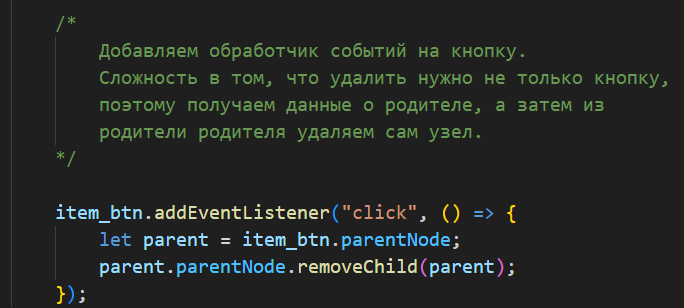 /*
Добавляем обработчик событий на кнопку.
Сложность в том, что удалить нужно не только кнопку,
поэтому получаем данные о родителе, а затем из
родители родителя удаляем сам узел.
*/
item_btn.addEventListener("click", () => {
let parent = item_btn.parentNode;
parent.parentNode.removeChild(parent);
});